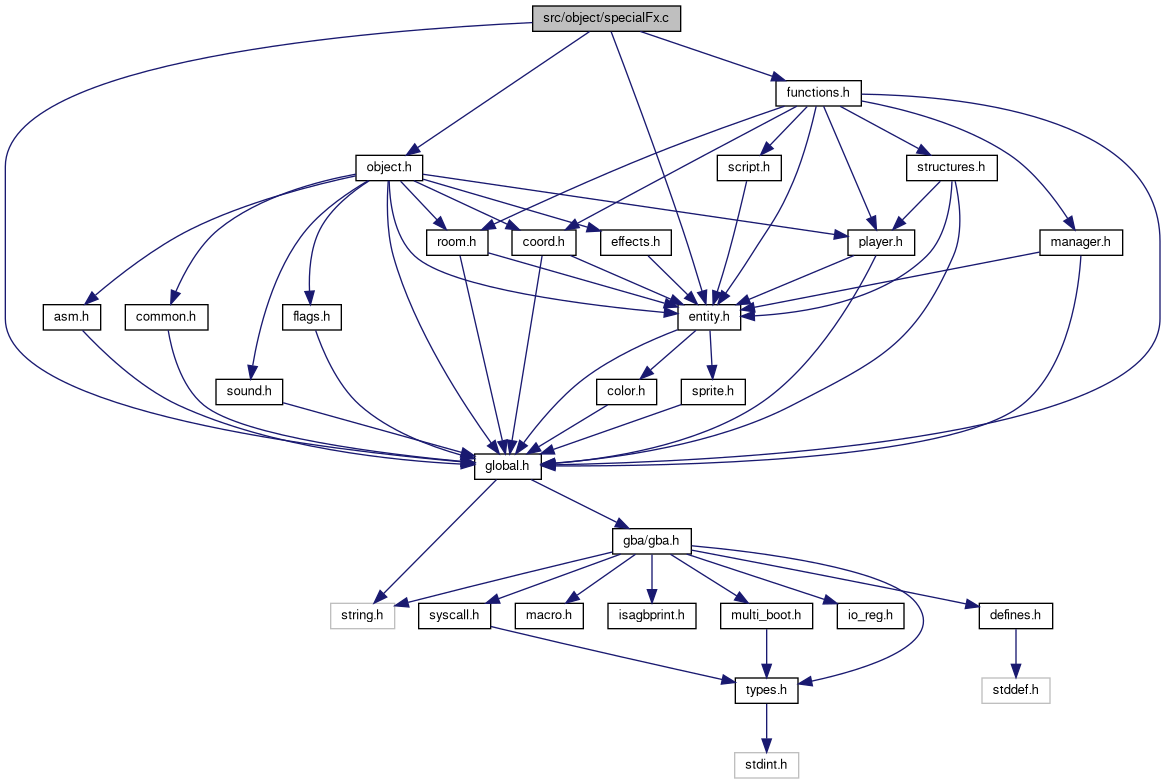 src/object/specialFx.c
functions.h
object.h
script.h
structures.h
room.h
coord.h
effects.h
player.h
manager.h
asm.h
common.h
flags.h
entity.h
sound.h
color.h
sprite.h
global.h
gba/gba.h
string.h
syscall.h
macro.h
isagbprint.h
multi_boot.h
io_reg.h
defines.h
types.h
stddef.h
stdint.h